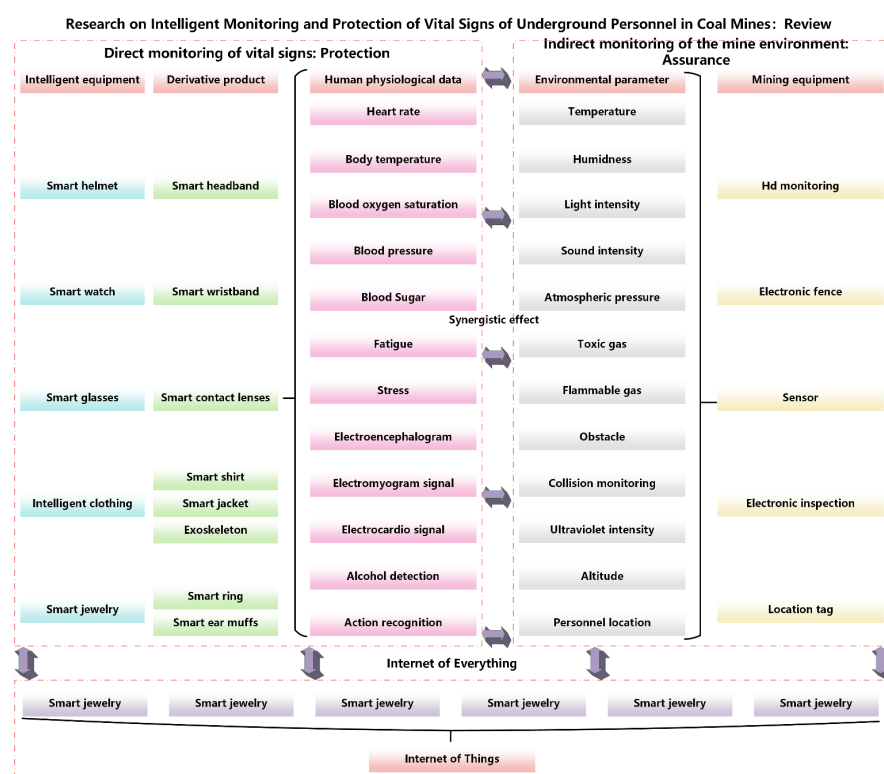 Research on Intelligent Monitoring and Protection of Vital Signs of Underground Personnel in Coal Mines: Review
Direct monitoring of vital signs: Protection
Indirect monitoring of the mine environment:
Assurance
Intelligent equipment
Derivative product
Human physiological data
Environmental parameter
Mining equipment
Smart helmet
Smart watch
Smart glasses
Intelligent clothing
Smart jewelry
Smart headband
Smart wristband
Smart contact lenses
Smart shirt
Smart jacket
Exoskeleton
Smart ring
Smart ear muffs
Heart rate
Body temperature
Blood oxygen saturation
Blood pressure
Blood Sugar
Fatigue
Stress
Electroencephalogram
Electromyogram signal
Electrocardio signal
Alcohol detection
Action recognition
Synergistic effect
Temperature
Humidness
Light intensity
Sound intensity
Atmospheric pressure
Toxic gas
Flammable gas
Obstacle
Collision monitoring
Ultraviolet intensity
Altitude
Personnel location
Hd monitoring
Electronic fence
Sensor
Electronic inspection
Location tag
Internet of Everything
Smart jewelry
Smart jewelry
Smart jewelry
Smart jewelry
Smart jewelry
Smart jewelry
Internet of Things